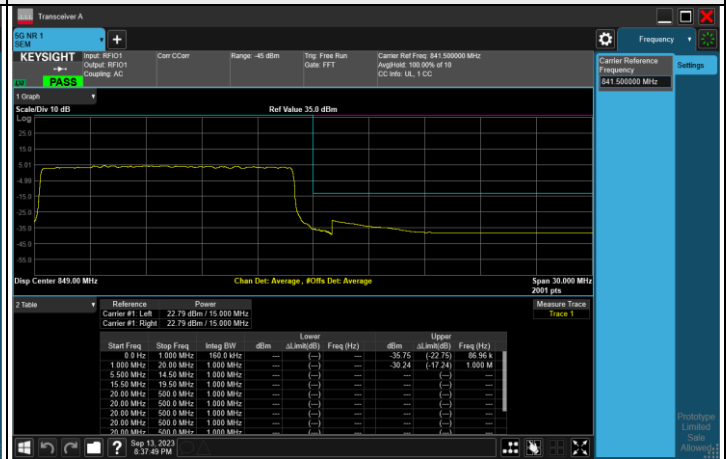 Transceiver A
5G NR 1
SEM
Frequency
KEYSIGHT
Input: RFIO1
Output: RFIO1
Coupling: AC
Corr CCorr
Range: -45 dBm
Trig: Free Run
Gate: FFT
Carrier Ref Freq: 841.500000 MHz
Avg|Hold: 100.00% of 10
CC Info: UL, 1 CC
PASS
Carrier Reference
Frequency
841.500000 MHz
Settings
1 Graph
Scale/Div 10 dB
Ref Value 35.0 dBm
Log
25.0
15.0
5.01
-4.99
-15.0
-25.0
-35.0
-45.0
-55.0
Disp Center 849.00 MHz
Chan Det: Average, #Offs Det: Average
Span 30.000 MHz
2001 pts
2 Table
Reference Power
Carrier #1: Left 22.79 dBm / 15.000 MHz
Carrier #1: Right 22.79 dBm / 15.000 MHz
Measure Trace
Trace 1
Lower Upper
Start Freq Stop Freq Integ BW dBm ΔLimit(dB) Freq (Hz) dBm ΔLimit(dB) Freq (Hz)
0.0 Hz 1.000 MHz 160.0 kHz --- (---) --- -35.75 (-22.75) 86.96 k
1.000 MHz 20.00 MHz 1.000 MHz --- (---) --- -30.24 (-17.24) 1.000 M
5.500 MHz 14.50 MHz 1.000 MHz --- (---) --- --- (---) ---
15.50 MHz 19.50 MHz 1.000 MHz --- (---) --- --- (---) ---
20.00 MHz 500.0 MHz 1.000 MHz --- (---) --- --- (---) ---
20.00 MHz 500.0 MHz 1.000 MHz --- (---) --- --- (---) ---
20.00 MHz 500.0 MHz 1.000 MHz --- (---) --- --- (---) ---
20.00 MHz 500.0 MHz 1.000 MHz --- (---) --- --- (---) ---
20.00 MHz 500.0 MHz 1.000 MHz --- (---) --- --- (---) ---
Sep 13, 2023
8:37:49 PM
Prototype
Limited
Sale
Allowed